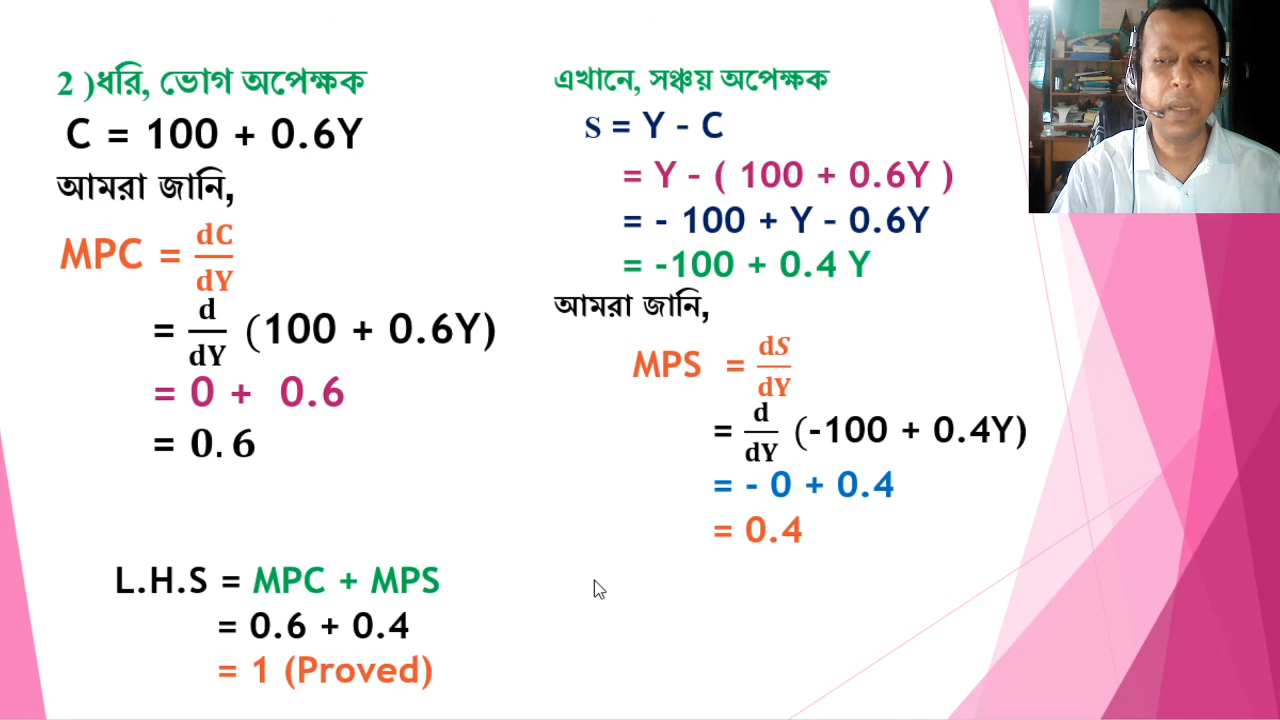 2 )ধরি, ভোগ অপেক্ষক
C = 100 + 0.6Y
আমরা জানি,
MPC = dC/dY
= d/dY (100 + 0.6Y)
= 0 + 0.6
= 0.6
এখানে, সঞ্চয় অপেক্ষক
S = Y – C
= Y – ( 100 + 0.6Y )
= - 100 + Y – 0.6Y
= -100 + 0.4 Y
আমরা জানি,
MPS = dS/dY
= d/dY (-100 + 0.4Y)
= - 0 + 0.4
= 0.4
L.H.S = MPC + MPS
= 0.6 + 0.4
= 1 (Proved)